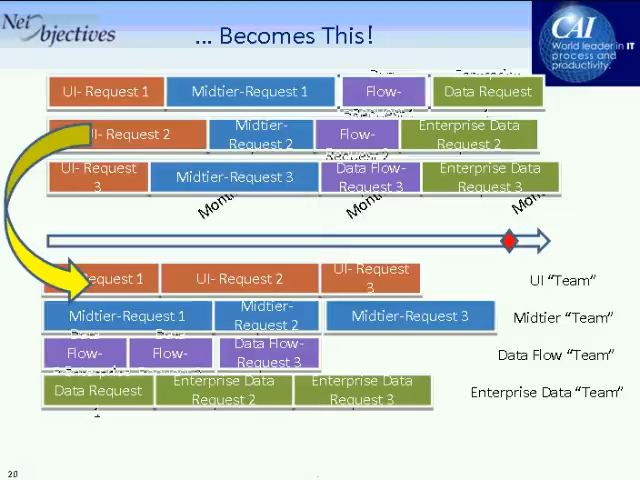 Net Objectives
... Becomes This!
CAI
World leader in IT
process and
productivity.
UI- Request 1
Midtier-Request 1
Flow-
Data Request
UI- Request 2
Midtier-
Request 2
Flow-
Request 2
Enterprise Data
Request 2
UI- Request
3
Midtier-Request 3
Data Flow-
Request 3
Enterprise Data
Request 3
Request 1
UI- Request 2
UI- Request
3
UI “Team”
Midtier-Request 1
Midtier-
Request 2
Midtier-Request 3
Midtier “Team”
Flow-
Flow-
Data Flow-
Request 3
Data Flow “Team”
Data Request
1
Enterprise Data
Request 2
Enterprise Data
Request 3
Enterprise Data “Team”
20